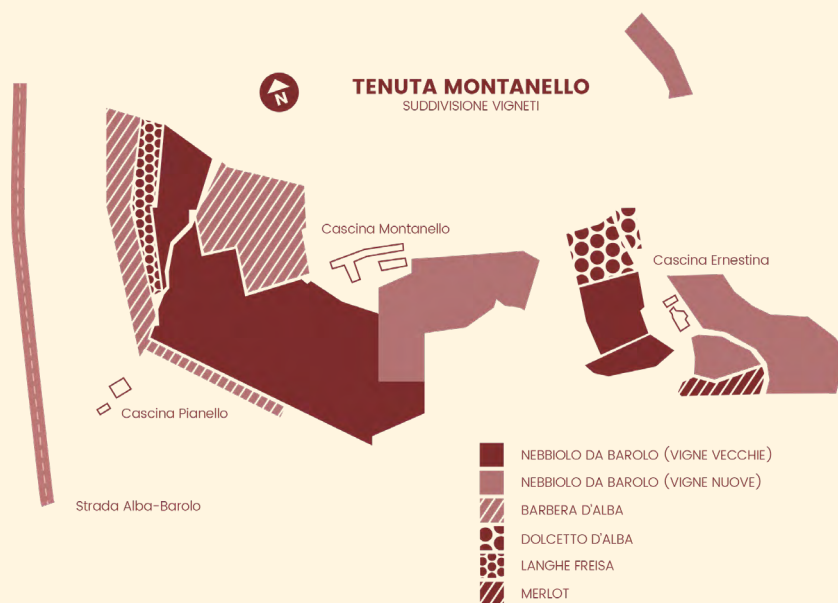 TENUTA MONTANELLO
SUDDIVISIONE VIGNETI
N
Cascina Montanello
Cascina Ernestina
Cascina Pianello
Strada Alba-Barolo
NEBBIOLO DA BAROLO (VIGNE VECCHIE)
NEBBIOLO DA BAROLO (VIGNE NUOVE)
BARBERA D'ALBA
DOLCETTO D'ALBA
LANGHE FREISA
MERLOT